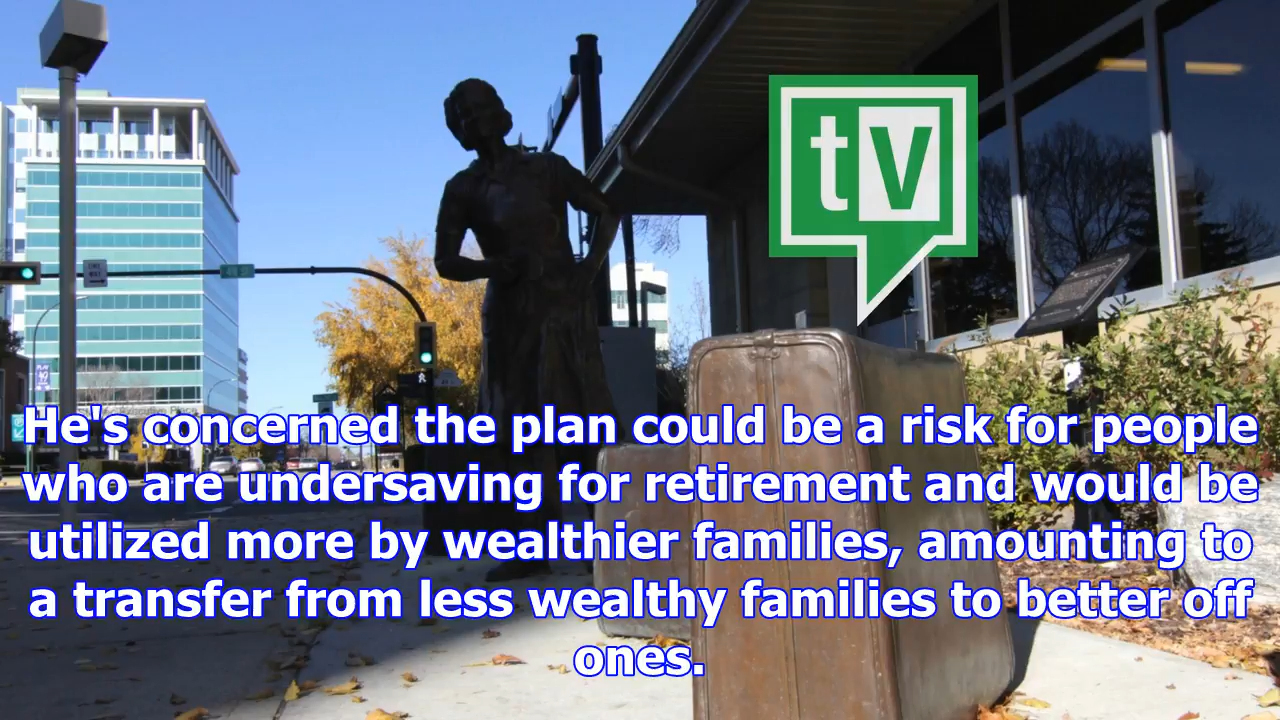 tv
He's concerned the plan could be a risk for people
who are undersaving for retirement and would be
utilized more by wealthier families, amounting to
a transfer from less wealthy families to better off
ones.